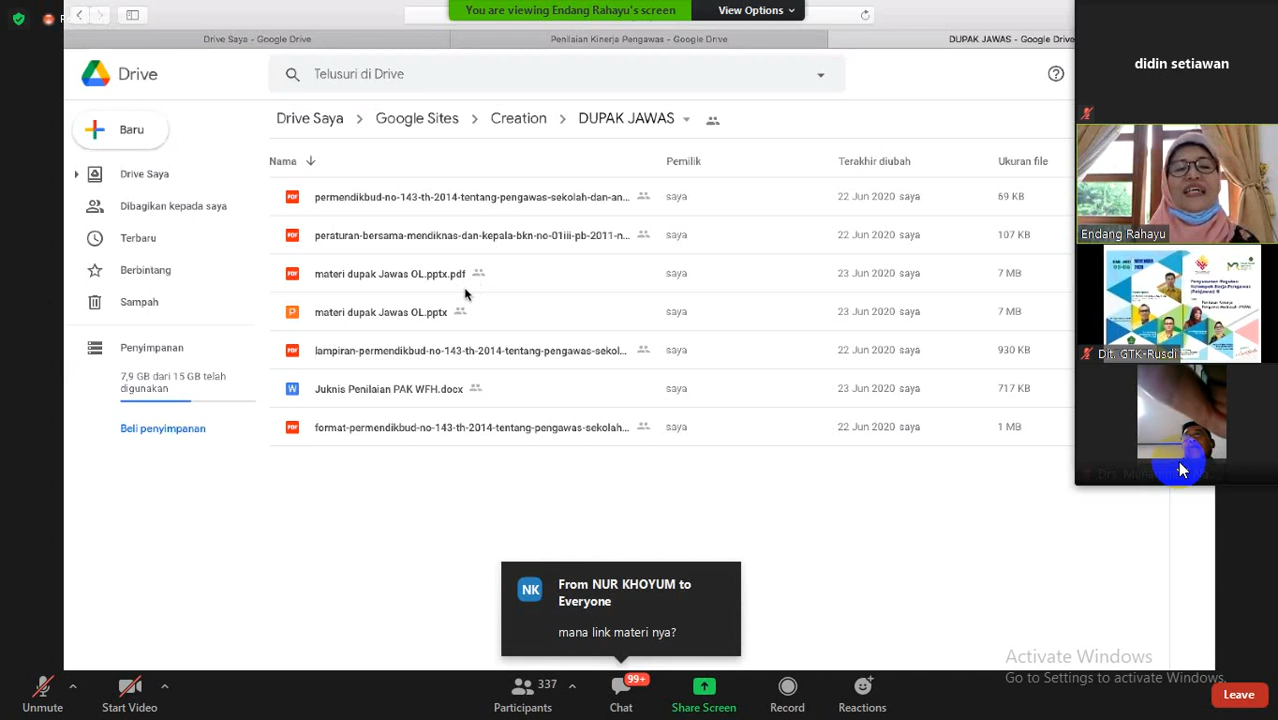 You are viewing Endang Rahayu's screen
View Options
Drive Saya - Google Drive
Penilaian Kinerja Pengawas - Google Drive
DUPAK JAWAS - Google Drive
Drive
Telusuri di Drive
Baru
Drive Saya > Google Sites > Creation > DUPAK JAWAS
Nama
Pemilik
Terakhir diubah
Ukuran file
Drive Saya
Dibagikan kepada saya
Terbaru
Berbintang
Sampah
Penyimpanan
7,9 GB dari 15 GB telah
digunakan
Beli penyimpanan
permendikbud-no-143-th-2014-tentang-pengawas-sekolah-dan-an... saya 22 Jun 2020 saya 69 KB
peraturan-bersama-mendiknas-dan-kepala-bkn-no-01iii-pb-2011-n... saya 22 Jun 2020 saya 107 KB
materi dupak Jawas OL.pptx.pdf saya 23 Jun 2020 saya 7 MB
materi dupak Jawas OL.pptx saya 23 Jun 2020 saya 7 MB
lampiran-permendikbud-no-143-th-2014-tentang-pengawas-sekol... saya 22 Jun 2020 saya 930 KB
Juknis Penilaian PAK WFH.docx saya 23 Jun 2020 saya 717 KB
format-permendikbud-no-143-th-2014-tentang-pengawas-sekolah... saya 22 Jun 2020 saya 1 MB
didin setiawan
Endang Rahayu
Dit. GTK-Rusdi
NK
From NUR KHOYUM to
Everyone
mana link materi nya?
Activate Windows
Go to Settings to activate Windows.
Unmute
Start Video
337
Participants
99+
Chat
Share Screen
Record
Reactions
Leave